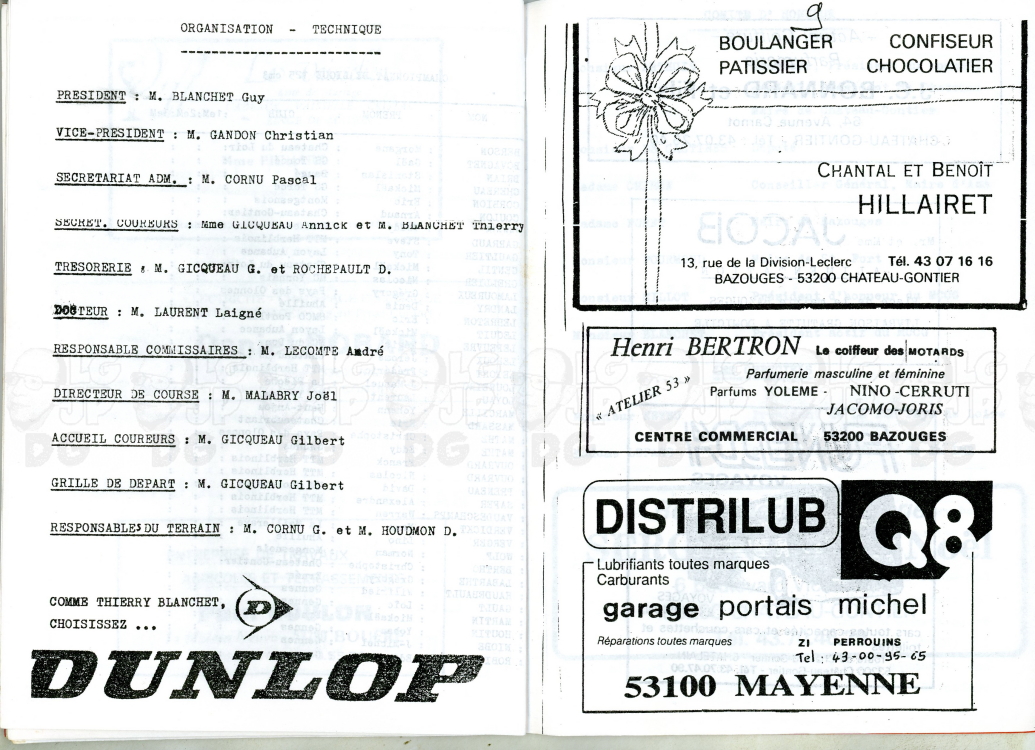 ORGANISATION - TECHNIQUE
PRESIDENT : M. BLANCHET Guy
VICE-PRESIDENT : M. GANDON Christian
SECRETARIAT ADM. : M. CORNU Pascal
SECRET. COUREURS : Mme GICQUEAU Annick et M. BLANCHET Thierry
TRESORERIE : M. GICQUEAU G. et ROCHEPAULT D.
DOCTEUR : M. LAURENT Laigné
RESPONSABLE COMMISSAIRES : M. LECOMTE André
DIRECTEUR DE COURSE : M. MALABRY Joël
ACCUEIL COUREURS : M. GICQUEAU Gilbert
GRILLE DE DEPART : M. GICQUEAU Gilbert
RESPONSABLES DU TERRAIN : M. CORNU G. et M. HOUDMON D.
COMME THIERRY BLANCHET,
CHOISISSEZ ...
D
DUNLOP
9
BOULANGER CONFISEUR
PATISSIER CHOCOLATIER
CHANTAL ET BENOÎT
HILLAIRET
13, rue de la Division-Leclerc Tél. 43 07 16 16
BAZOUGES - 53200 CHATEAU-GONTIER
Henri BERTRON Le coiffeur des MOTARDS
Parfumerie masculine et féminine
« ATELIER 53 »
Parfums YOLEME - NINO-CERRUTI
JACOMO-JORIS
CENTRE COMMERCIAL - 53200 BAZOUGES
DISTRILUB
Q8
Lubrifiants toutes marques
Carburants
garage portais michel
Réparations toutes marques ZI PERROUINS
Tel : 43-00-95-65
53100 MAYENNE